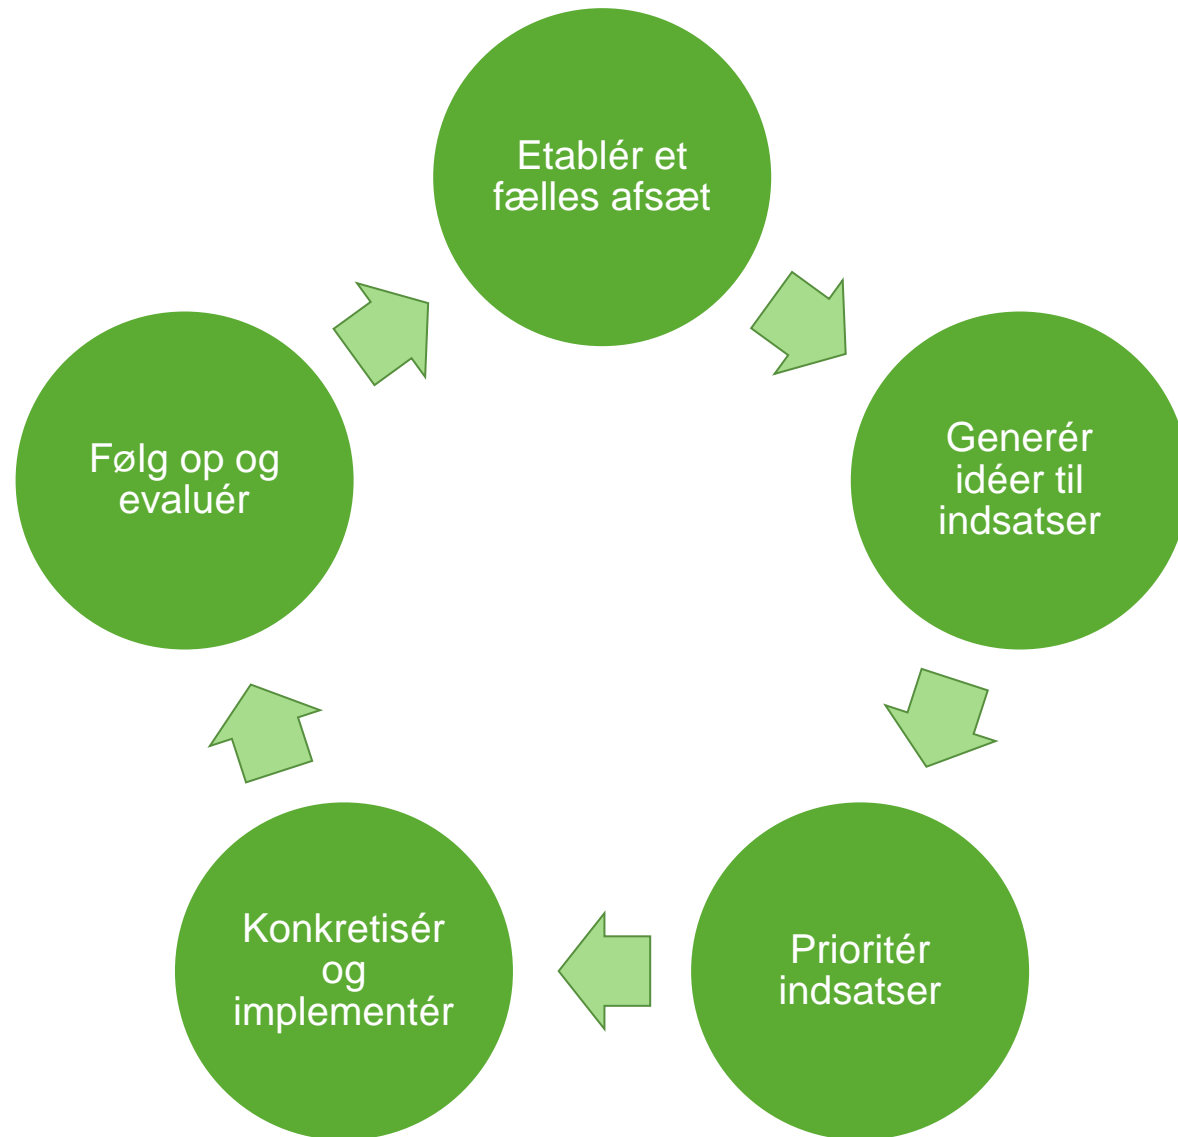 Etablér et
fælles afsæt
Generér
idéer til
indsatser
Prioritér
indsatser
Konkretisér
og
implementér
Følg op og
evaluér